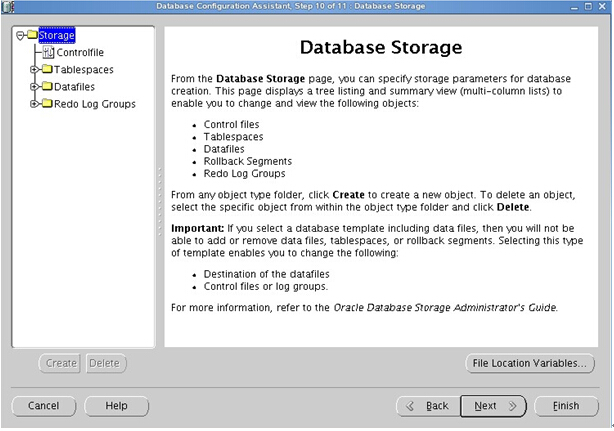 Database Configuration Assistant, Step 10 of 11 : Database Storage
Storage
Controlfile
Tablespaces
Datafiles
Redo Log Groups
Database Storage
From the Database Storage page, you can specify storage parameters for database
creation. This page displays a tree listing and summary view (multi-column lists) to
enable you to change and view the following objects:
• Control files
• Tablespaces
• Datafiles
• Rollback Segments
• Redo Log Groups
From any object type folder, click Create to create a new object. To delete an object,
select the specific object from within the object type folder and click Delete.
Important: If you select a database template including data files, then you will not be
able to add or remove data files, tablespaces, or rollback segments. Selecting this type
of template enables you to change the following:
• Destination of the datafiles
• Control files or log groups.
For more information, refer to the Oracle Database Storage Administrator's Guide.
Create
Delete
File Location Variables...
Cancel
Help
Back
Next
Finish